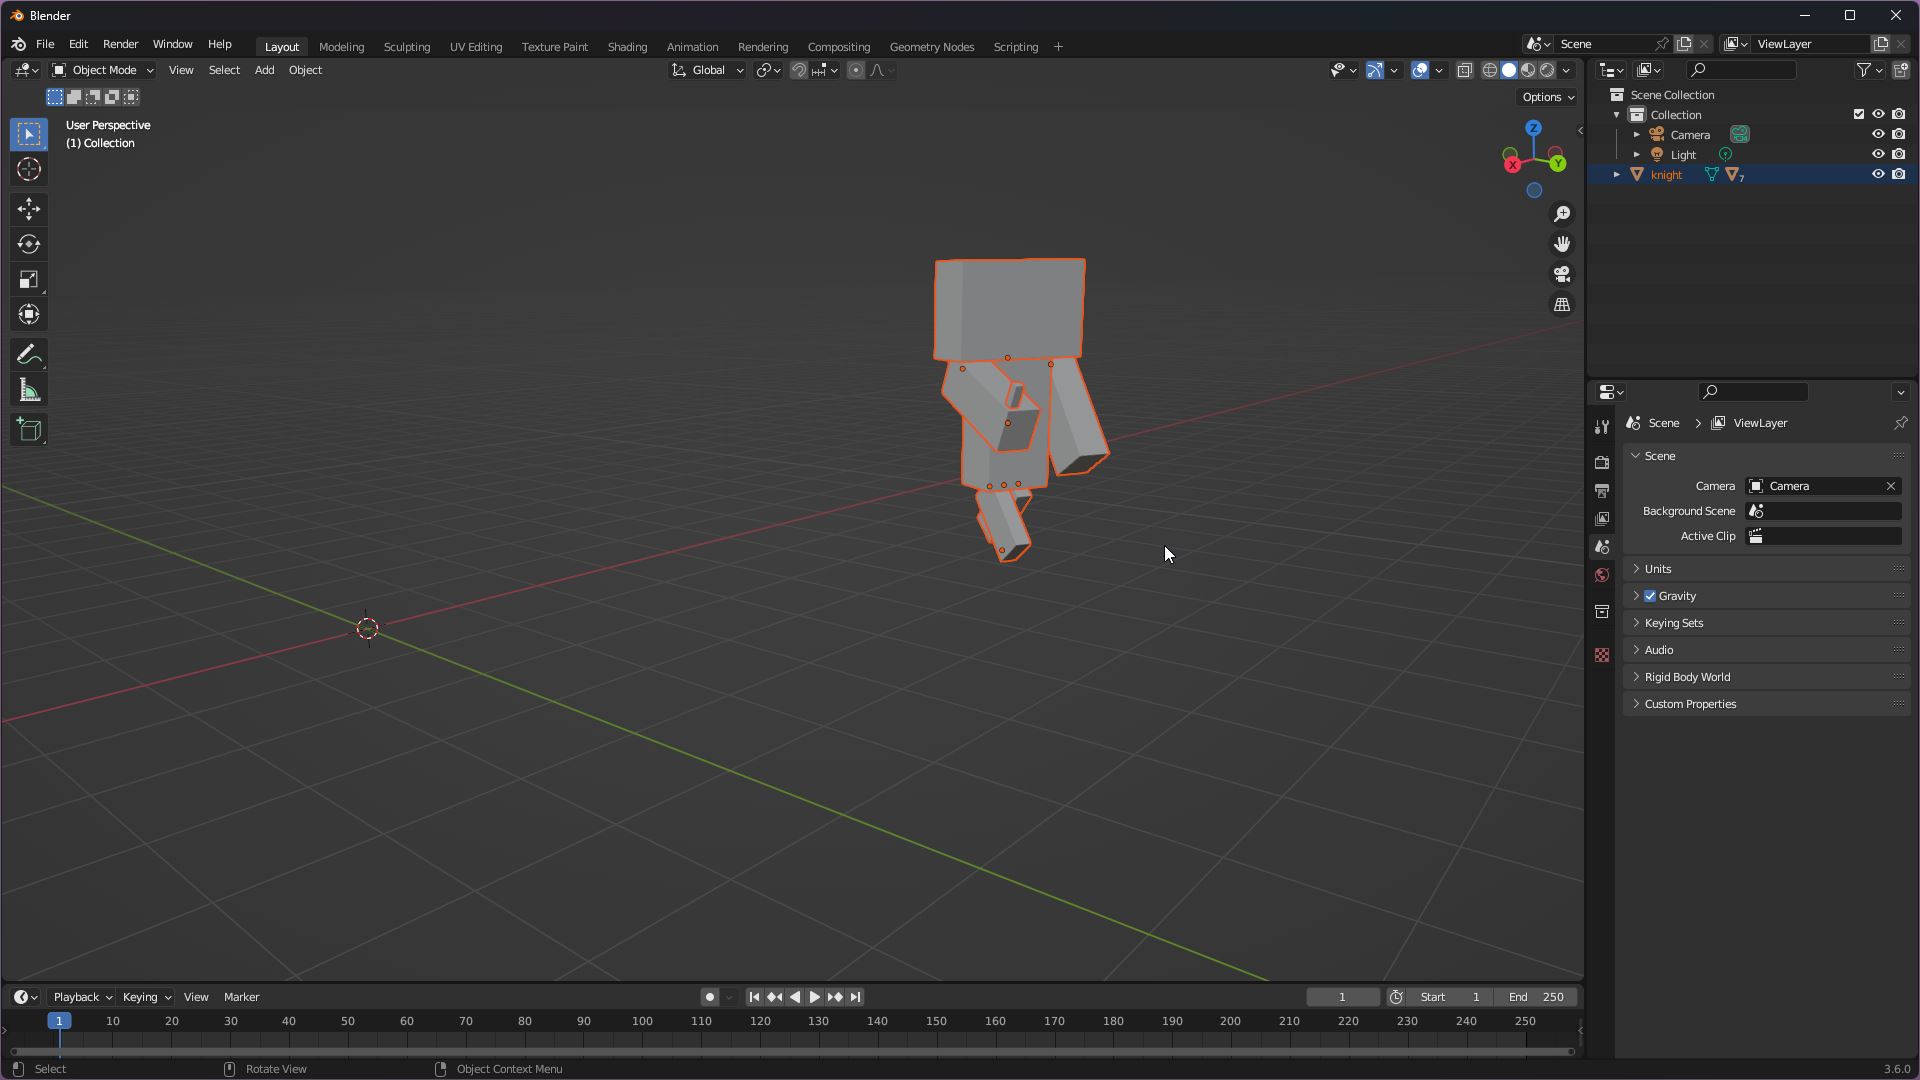 Blender
File Edit Render Window Help Layout Modeling Sculpting UV Editing Texture Paint Shading Animation Rendering Compositing Geometry Nodes Scripting + Scene ViewLayer
Object Mode View Select Add Object Global
Options
User Perspective
(1) Collection
Z
X Y
Scene Collection
Collection
Camera
Light
knight 7
Scene > ViewLayer
Scene
Camera Camera
Background Scene
Active Clip
Units
Gravity
Keying Sets
Audio
Rigid Body World
Custom Properties
Playback Keying View Marker 1 Start 1 End 250
1 10 20 30 40 50 60 70 80 90 100 110 120 130 140 150 160 170 180 190 200 210 220 230 240 250
Select Rotate View Object Context Menu 3.6.0